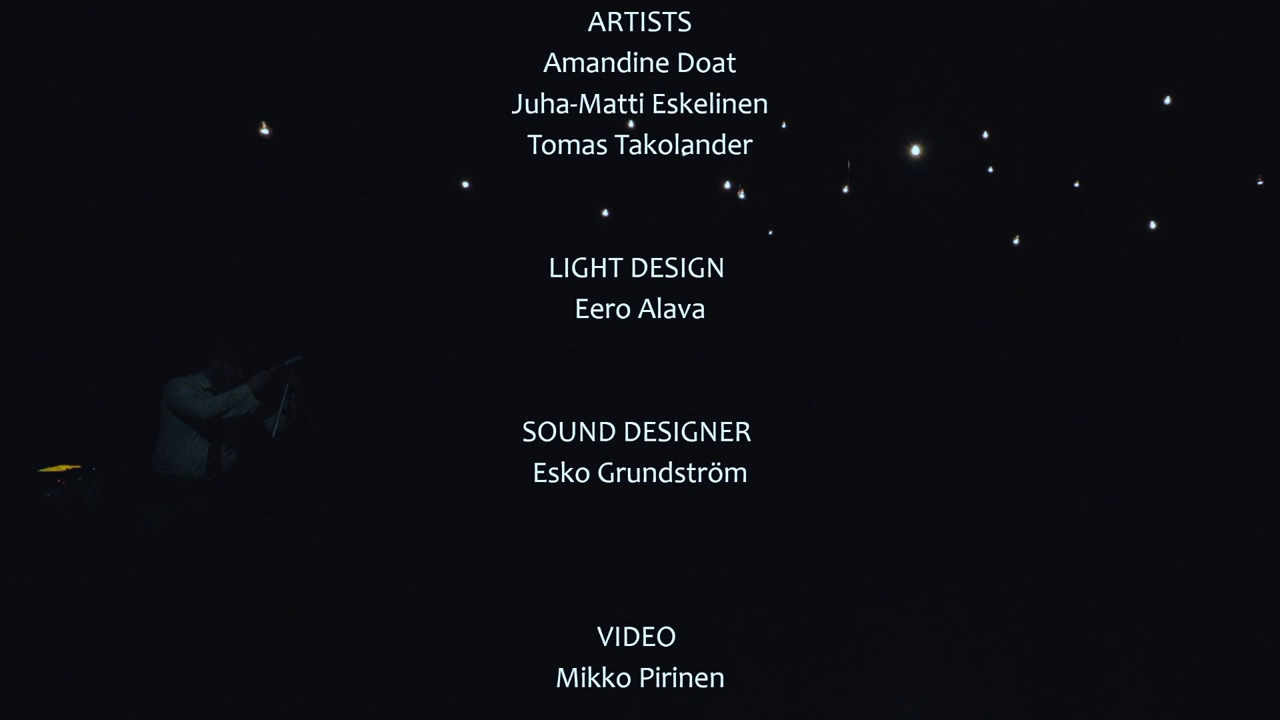 ARTISTS
Amandine Doat
Juha-Matti Eskelinen
Tomas Takolander
LIGHT DESIGN
Eero Alava
SOUND DESIGNER
Esko Grundström
VIDEO
Mikko Pirinen